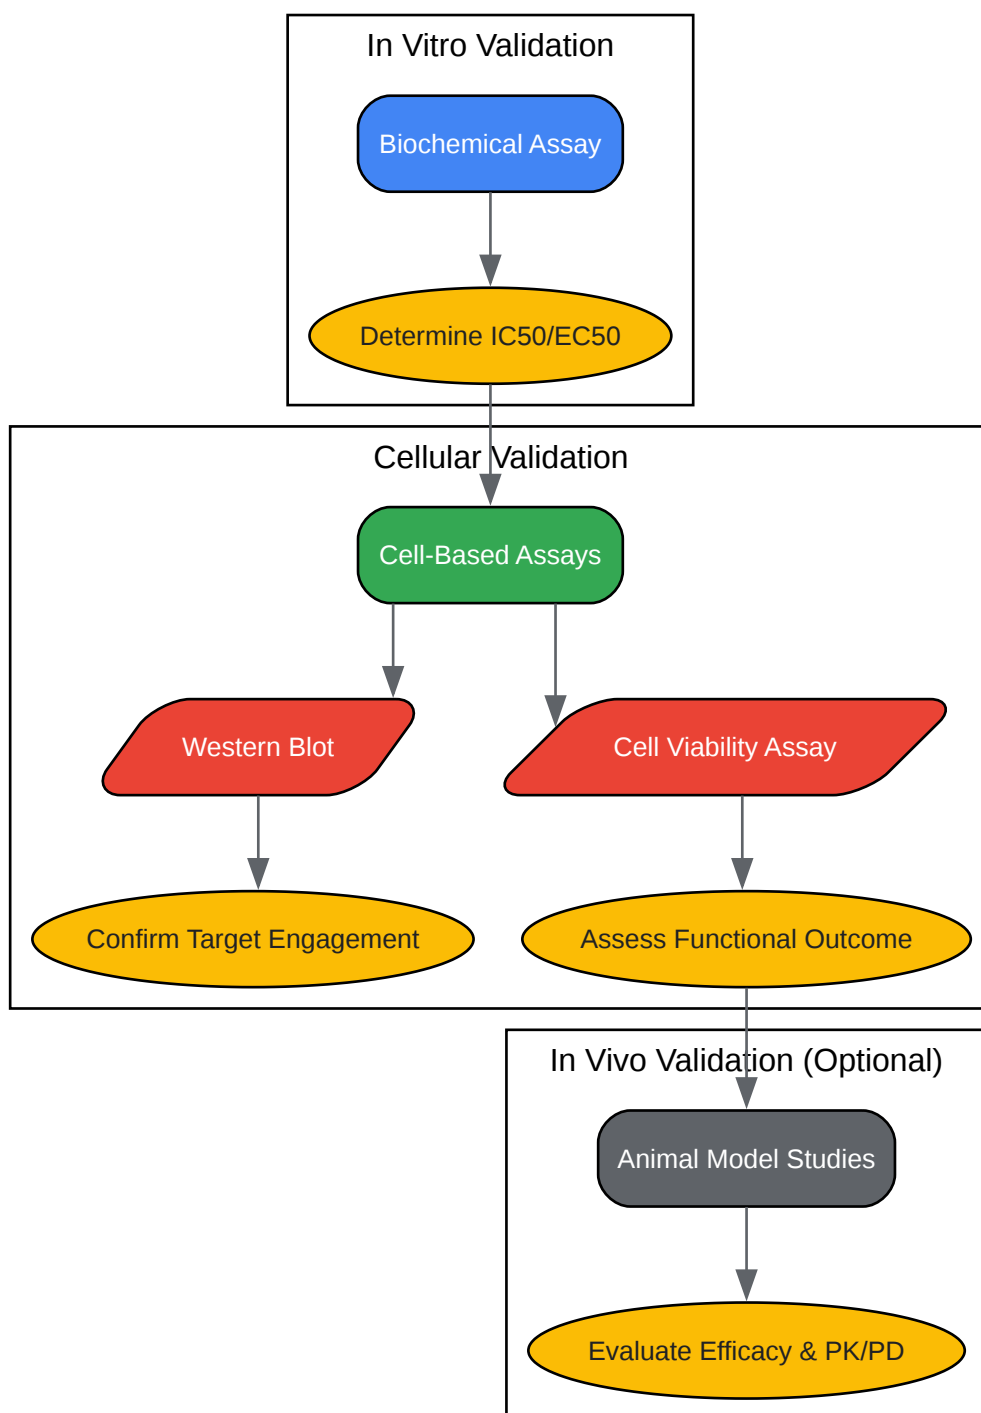 In Vitro Validation
Biochemical Assay
Determine IC50/EC50
Cellular Validation
Cell-Based Assays
Western Blot
Cell Viability Assay
Confirm Target Engagement
Assess Functional Outcome
In Vivo Validation (Optional)
Animal Model Studies
Evaluate Efficacy & PK/PD